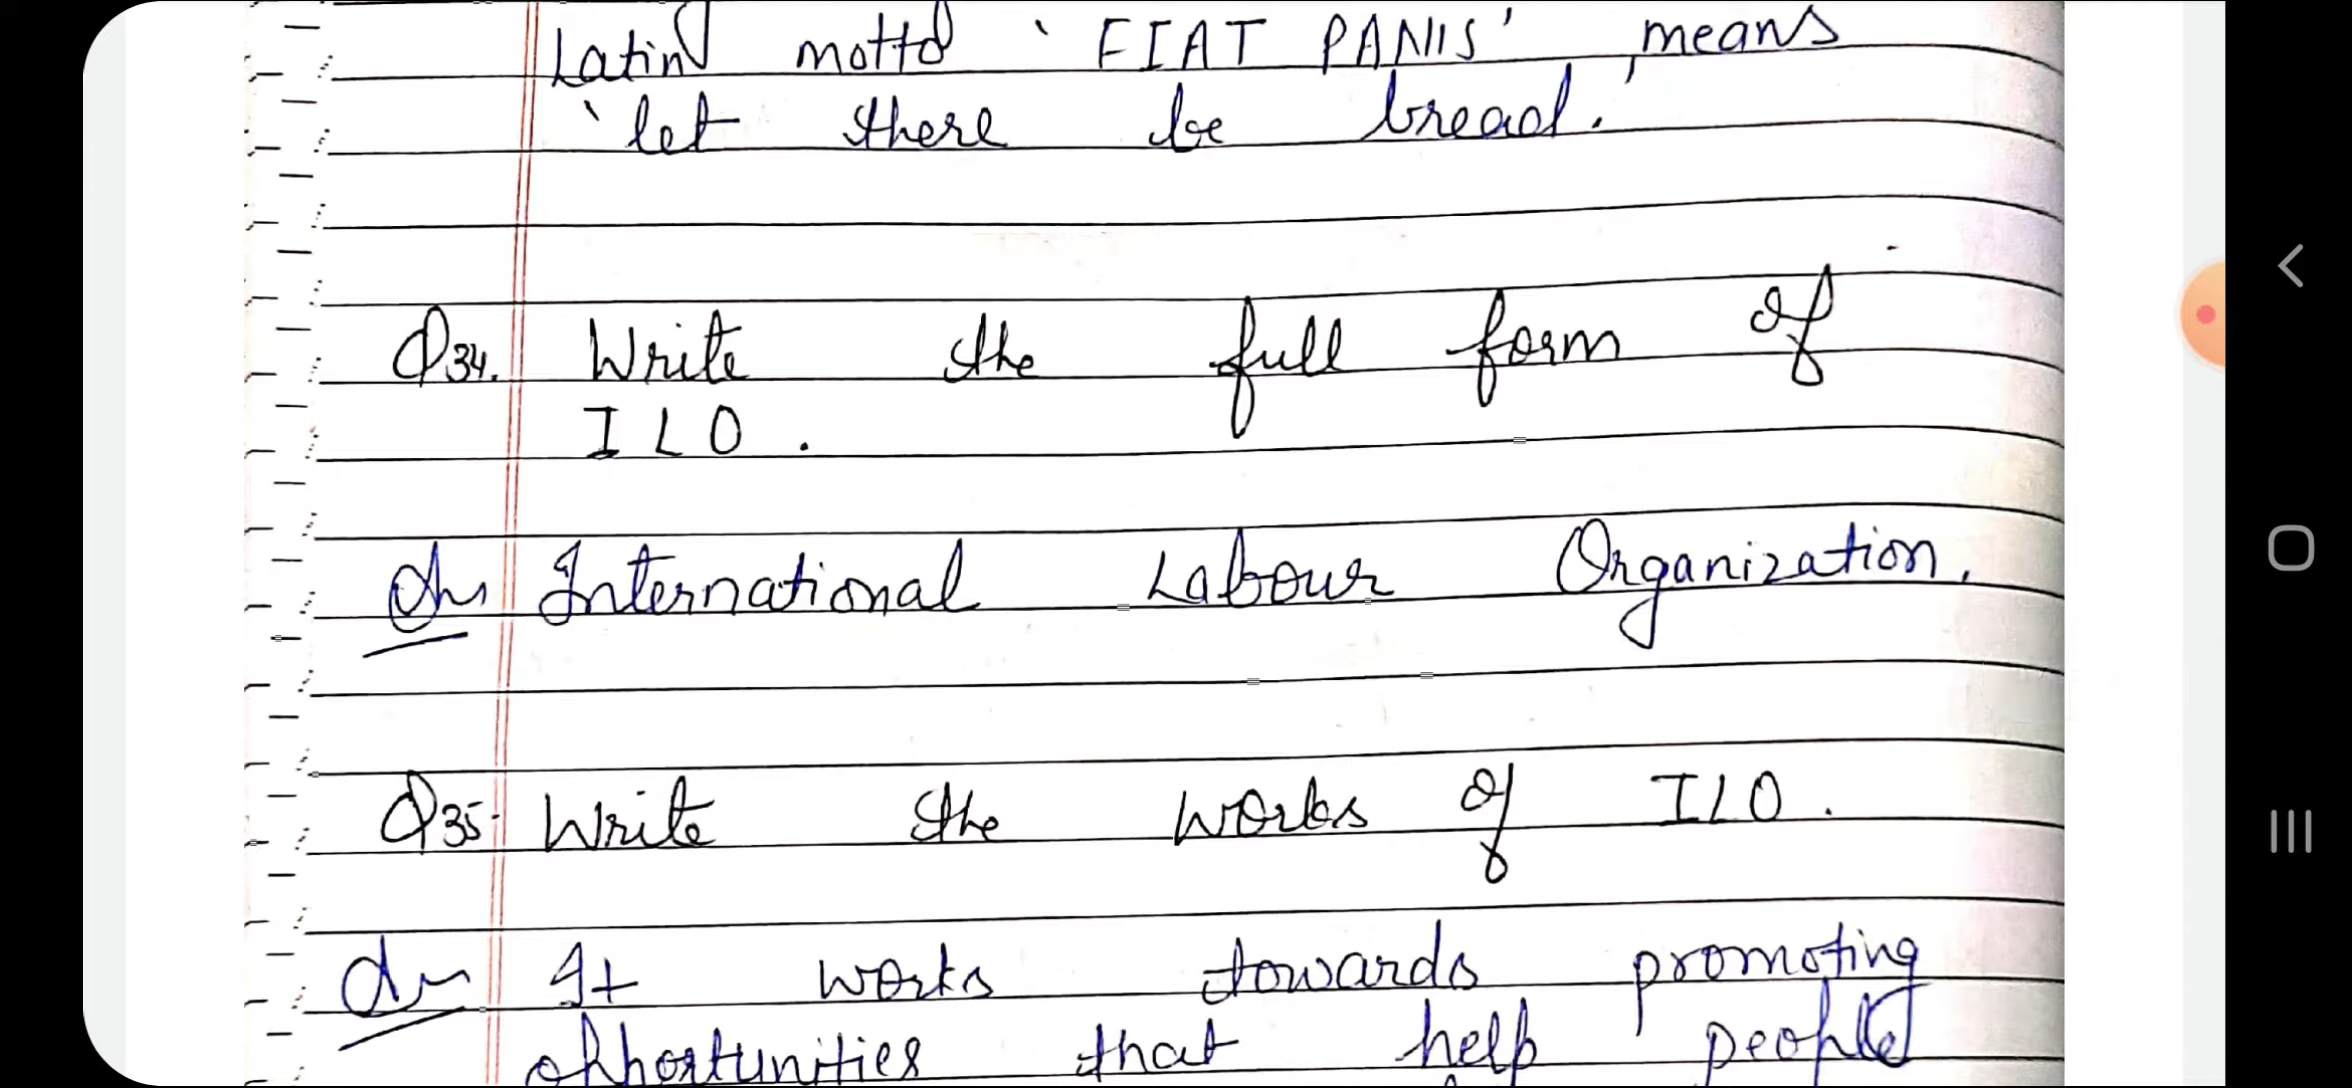 Latin motto 'FIAT PANIS', means
'let there be bread.'
Q34. Write the full form of
ILO.
Ans International Labour Organization.
Q35. Write the works of ILO.
Ans It works towards promoting
opportunities that help people